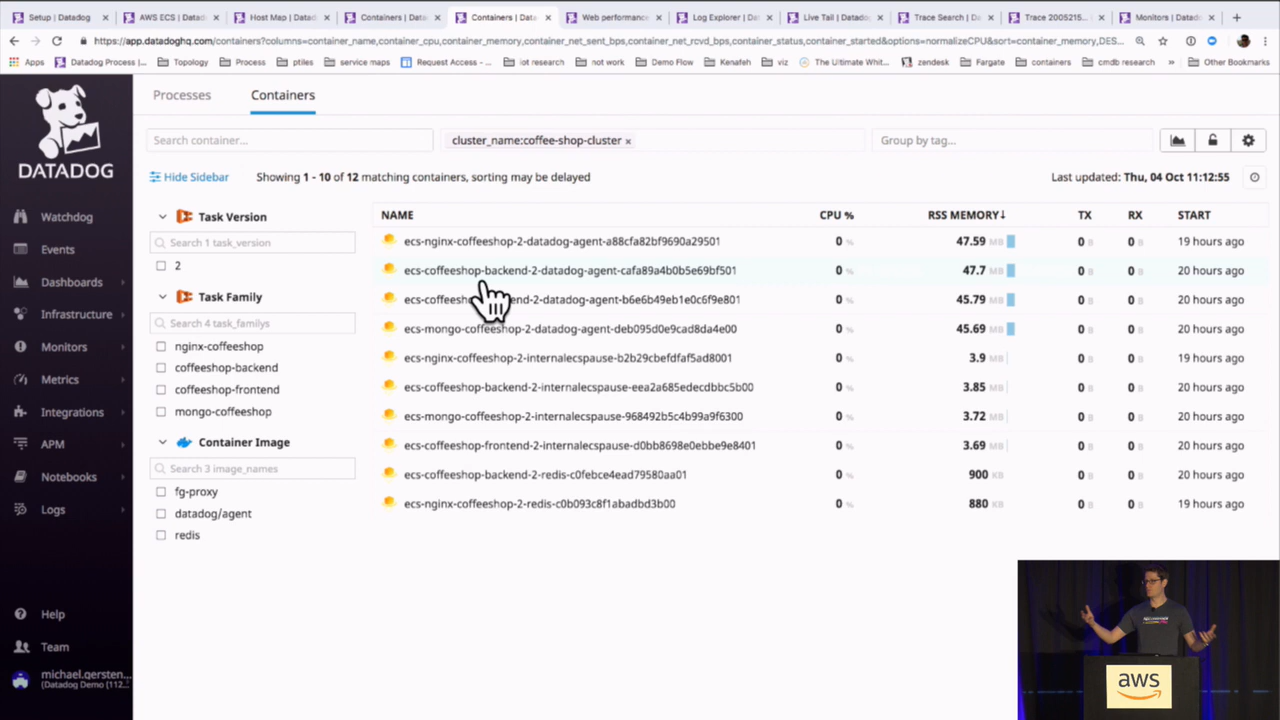 Setup | Datadog
AWS ECS | Datad
Host Map | Datad
Containers | Data
Containers | Data
Web performance
Log Explorer | Da
Live Tail | Datado
Trace Search | De
Trace 2005215...
Monitors | Datado
https://app.datadoghq.com/containers?columns=container_name,container_cpu,container_memory,container_net_sent_bps,container_net_rcvd_bps,container_status,container_started&options=normalizeCPU&sort=container_memory,DES...
Apps
Datadog Process |...
Topology
Process
ptiles
service maps
Request Access -...
iot research
not work
Demo Flow
Kenafeh
viz
The Ultimate Whit...
zendesk
Fargate
containers
cmdb research
»
Other Bookmarks
DATADOG
Watchdog
Events
Dashboards
Infrastructure
Monitors
Metrics
Integrations
APM
Notebooks
Logs
Help
Team
michael.gersten...
(Datadog Demo (112...
Processes
Containers
Search container...
cluster_name:coffee-shop-cluster ×
Group by tag...
Hide Sidebar
Showing 1 - 10 of 12 matching containers, sorting may be delayed
Last updated: Thu, 04 Oct 11:12:55
Task Version
Search 1 task_version
2
Task Family
Search 4 task_familys
nginx-coffeeshop
coffeeshop-backend
coffeeshop-frontend
mongo-coffeeshop
Container Image
Search 3 image_names
fg-proxy
datadog/agent
redis
NAME CPU % RSS MEMORY↓ TX RX START
ecs-nginx-coffeeshop-2-datadog-agent-a88cfa82bf9690a29501 0 % 47.59 MB 0 B 0 B 19 hours ago
ecs-coffeeshop-backend-2-datadog-agent-cafa89a4b0b5e69bf501 0 % 47.7 MB 0 B 0 B 20 hours ago
ecs-coffeesh end-2-datadog-agent-b6e6b49eb1e0c6f9e801 0 % 45.79 MB 0 B 0 B 20 hours ago
ecs-mongo-coffeeshop-2-datadog-agent-deb095d0e9cad8da4e00 0 % 45.69 MB 0 B 0 B 20 hours ago
ecs-nginx-coffeeshop-2-internalecspause-b2b29cbefdfaf5ad8001 0 % 3.9 MB 0 B 0 B 19 hours ago
ecs-coffeeshop-backend-2-internalecspause-eea2a685edecdbbc5b00 0 % 3.85 MB 0 B 0 B 20 hours ago
ecs-mongo-coffeeshop-2-internalecspause-968492b5c4b99a9f6300 0 % 3.72 MB 0 B 0 B 20 hours ago
ecs-coffeeshop-frontend-2-internalecspause-d0bb8698e0ebbe9e8401 0 % 3.69 MB 0 B 0 B 20 hours ago
ecs-coffeeshop-backend-2-redis-c0febce4ead79580aa01 0 % 900 KB 0 B 0 B 20 hours ago
ecs-nginx-coffeeshop-2-redis-c0b093c8f1abadbd3b00 0 % 880 KB 0 B 0 B 19 hours ago
aws